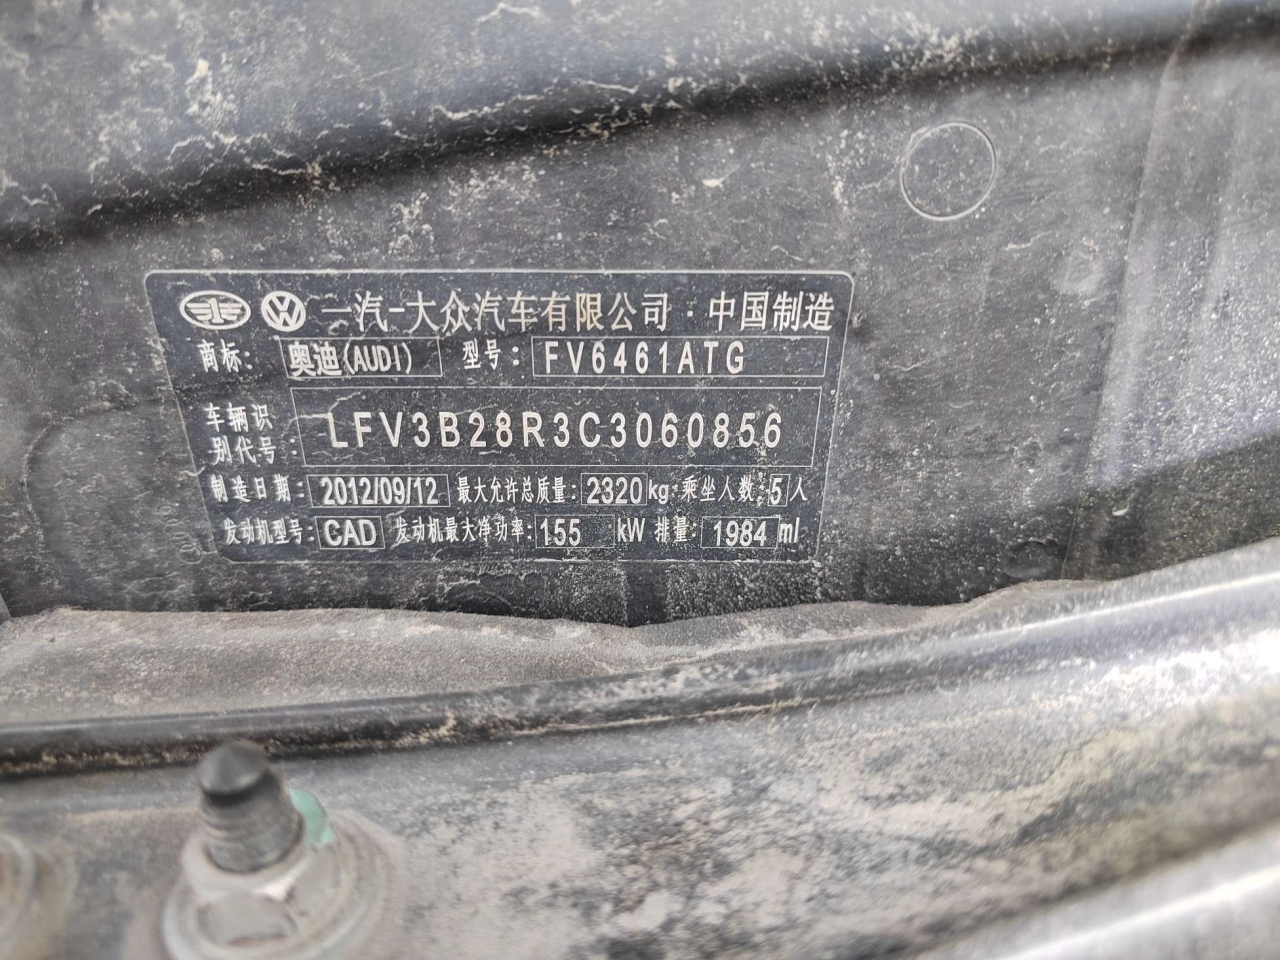 一汽-大众汽车有限公司·中国制造
商标: 奥迪(AUDI) 型号: FV6461ATG
车辆识别代号: LFV3B28R3C3060856
制造日期: 2012/09/12 最大允许总质量: 2320 kg 乘坐人数: 5 人
发动机型号: CAD 发动机最大净功率: 155 kW 排量: 1984 ml